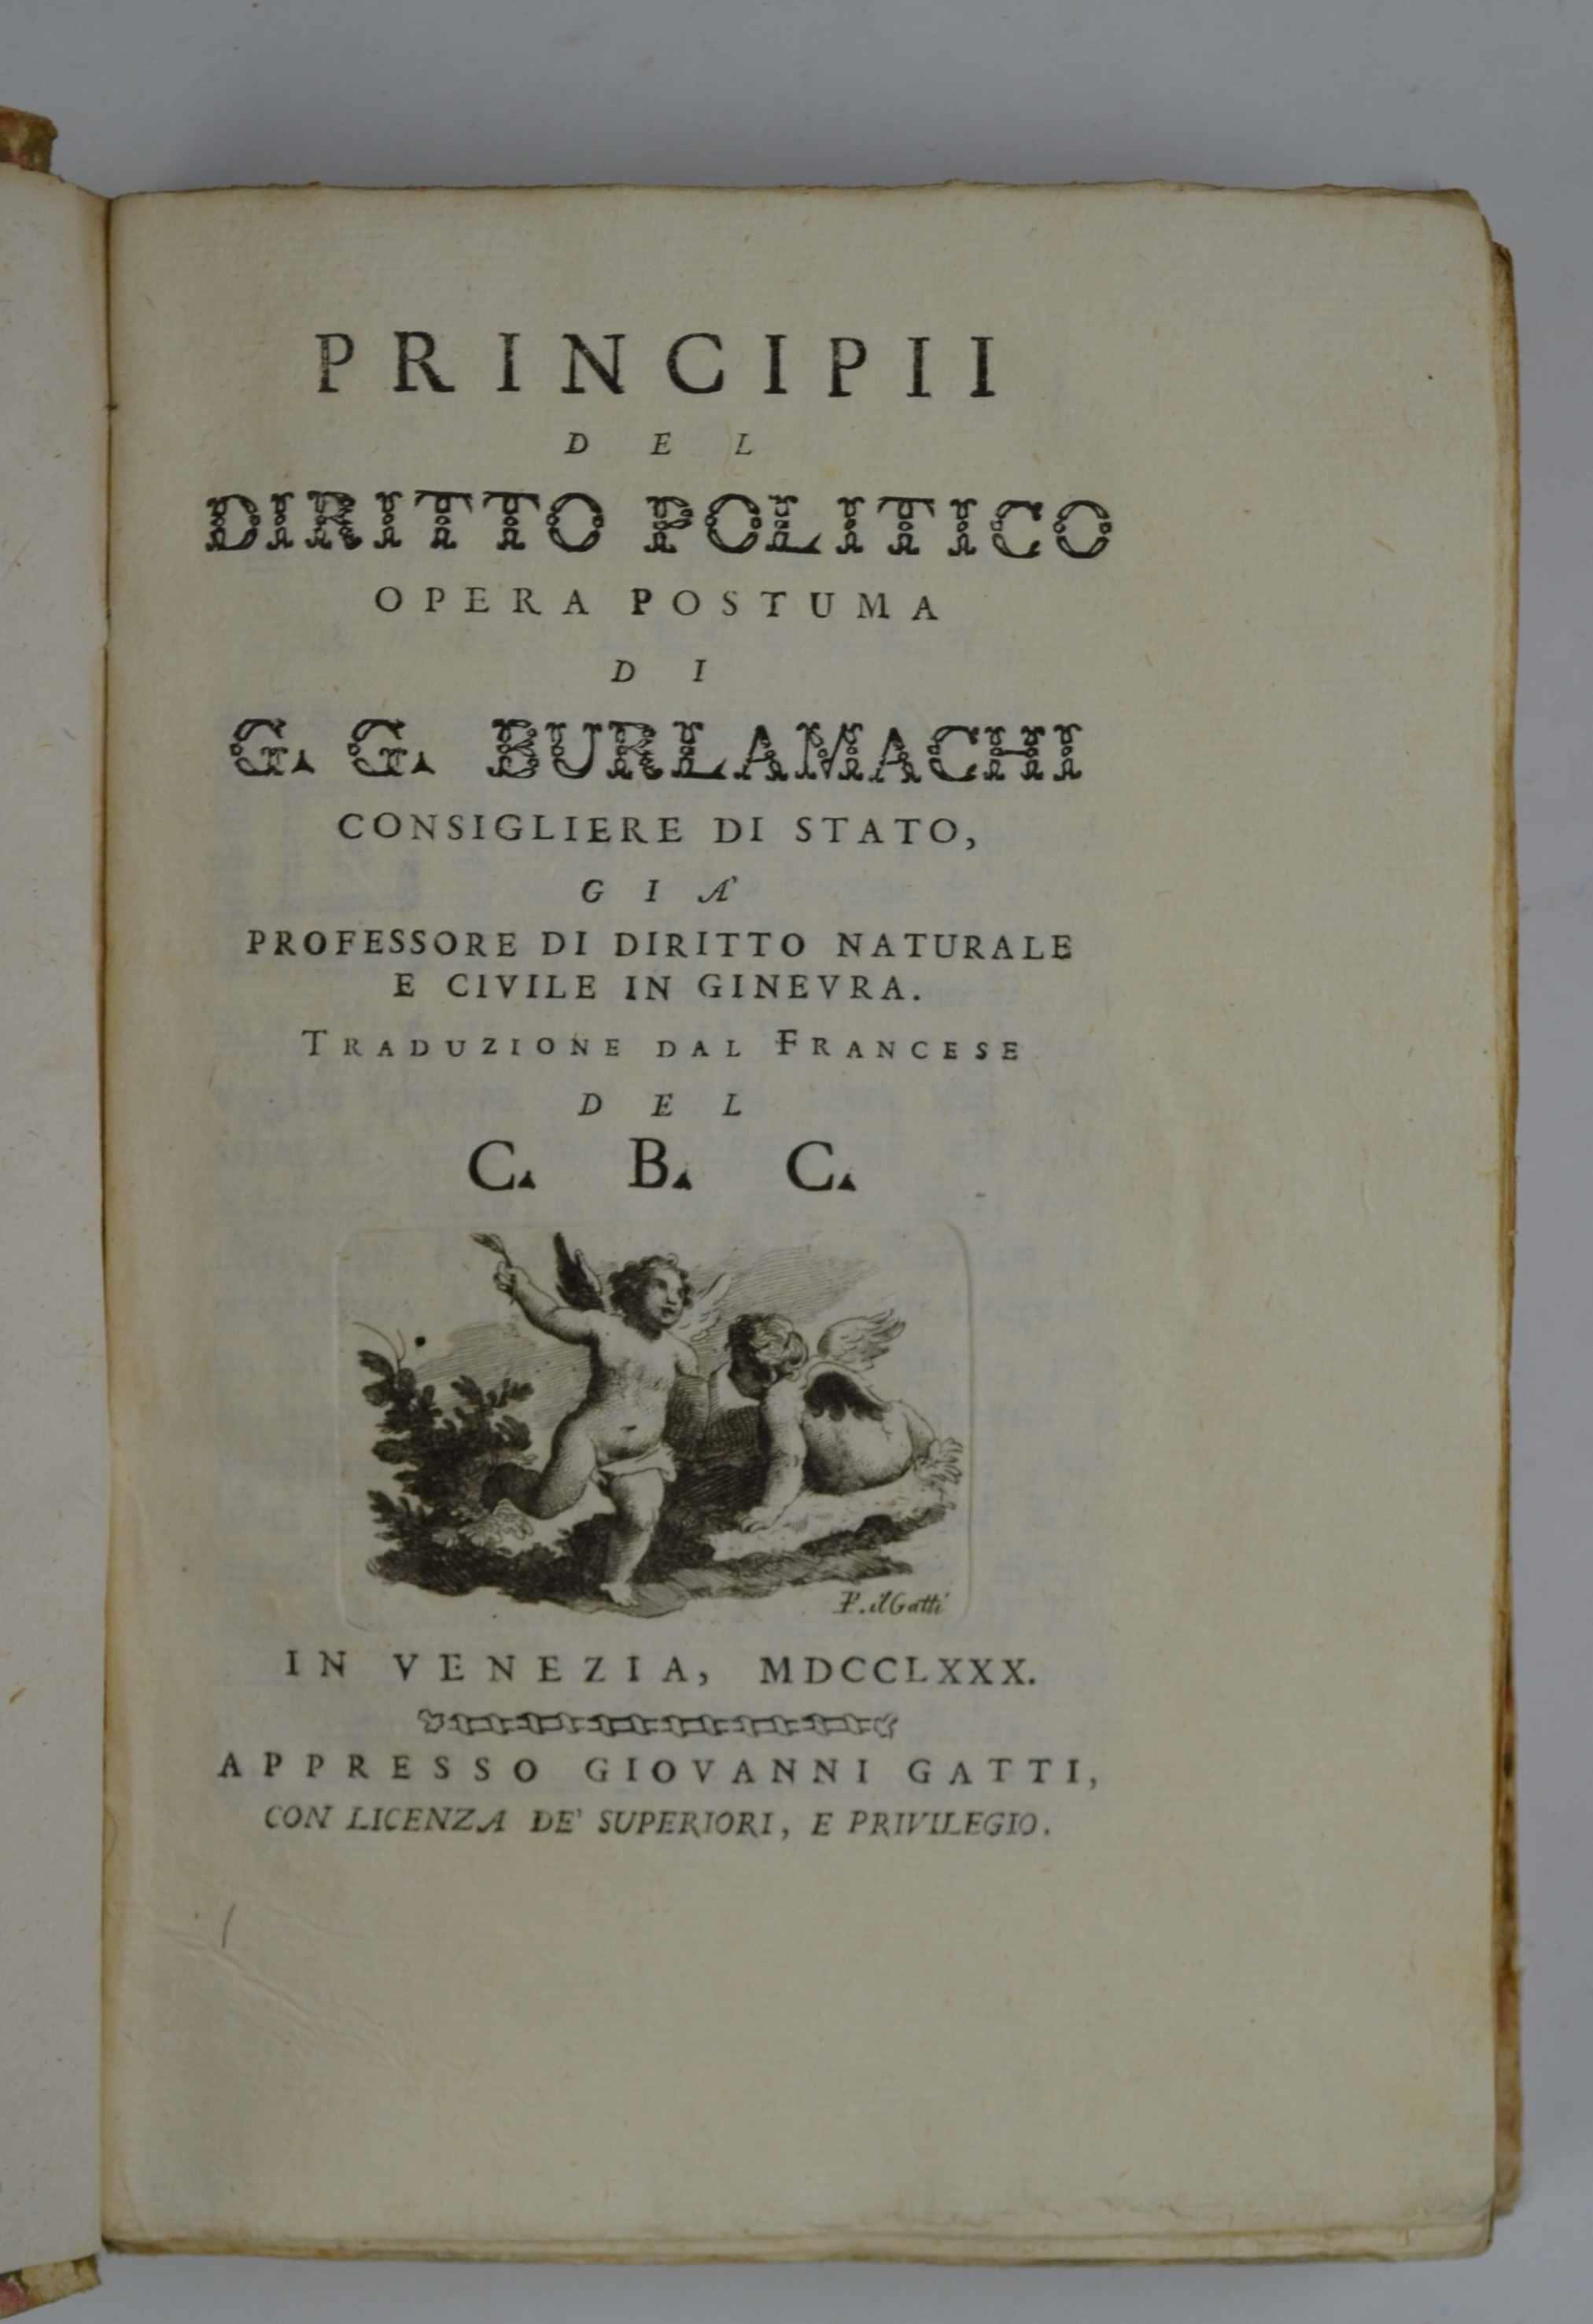 PRINCIPII
DEL
DIRITTO POLITICO
OPERA POSTUMA
DI
G. G. BURLAMACHI
CONSIGLIERE DI STATO,
GIA'
PROFESSORE DI DIRITTO NATURALE
E CIVILE IN GINEVRA.
TRADUZIONE DAL FRANCESE
DEL
C. B. C.
P. il Gatti
IN VENEZIA, MDCCLXXX.
APPRESSO GIOVANNI GATTI,
CON LICENZA DE' SUPERIORI, E PRIVILEGIO.